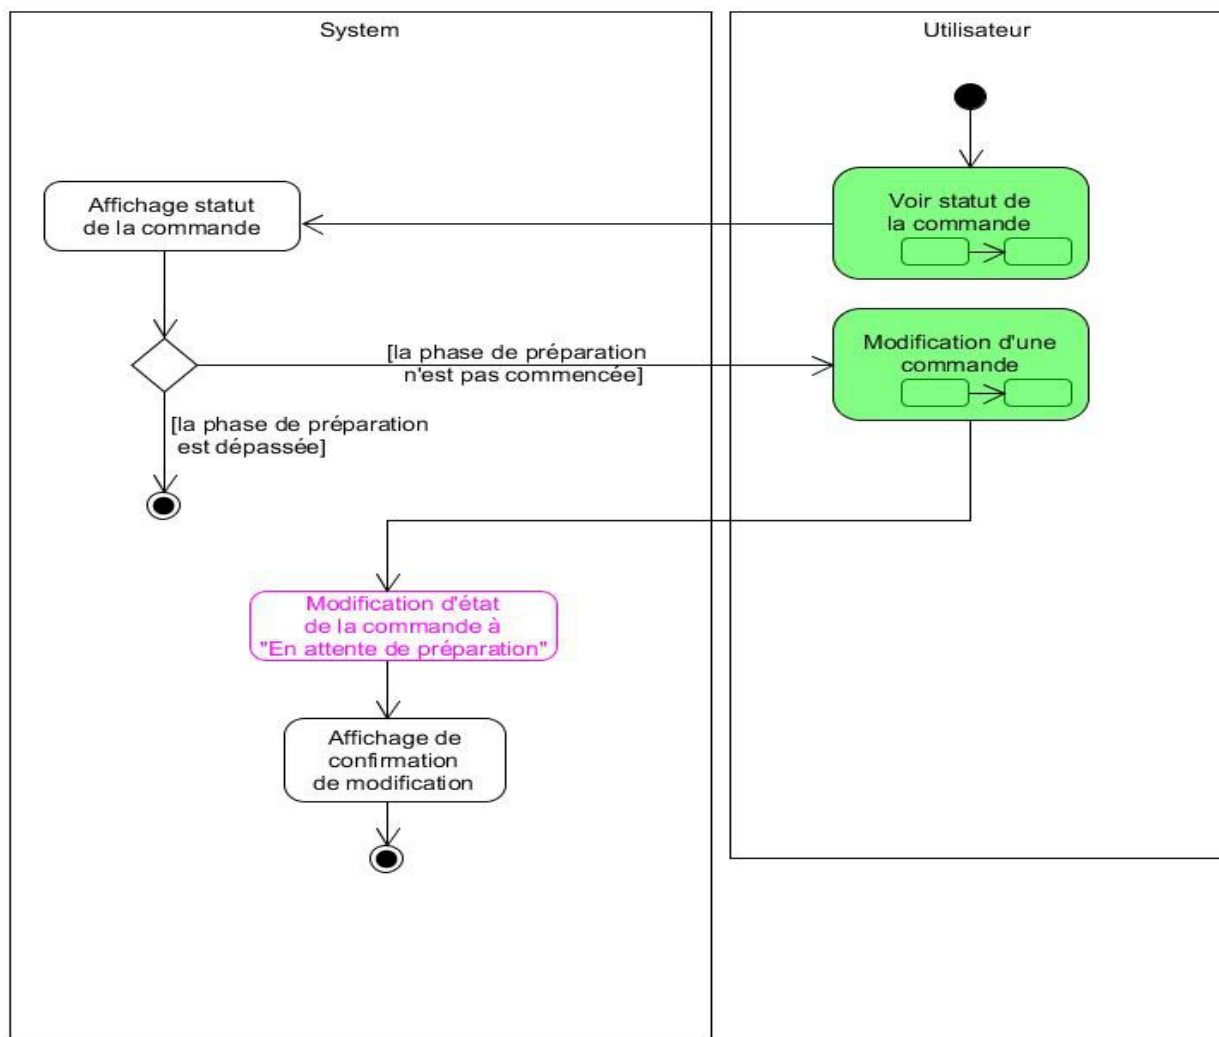 System
Utilisateur
Affichage statut
de la commande
Voir statut de
la commande
[la phase de préparation
n'est pas commencée]
Modification d'une
commande
[la phase de préparation
est dépassée]
Modification d'état
de la commande à
"En attente de préparation"
Affichage de
confirmation
de modification